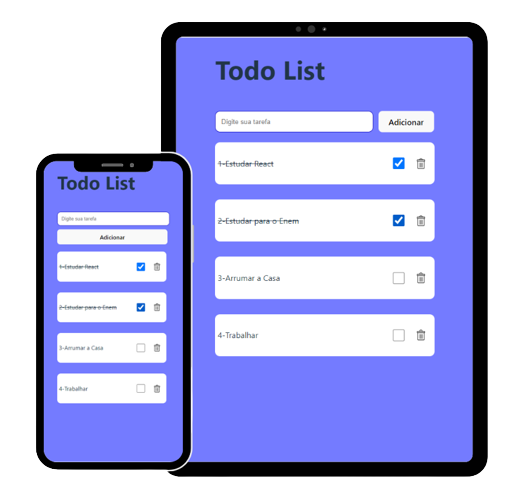 Todo List
Digite sua tarefa
Adicionar
1-Estudar React
2-Estudar para o Enem
3-Arrumar a Casa
4-Trabalhar
Todo List
Digite sua tarefa
Adicionar
1-Estudar React
2-Estudar para o Enem
3-Arrumar a Casa
4-Trabalhar